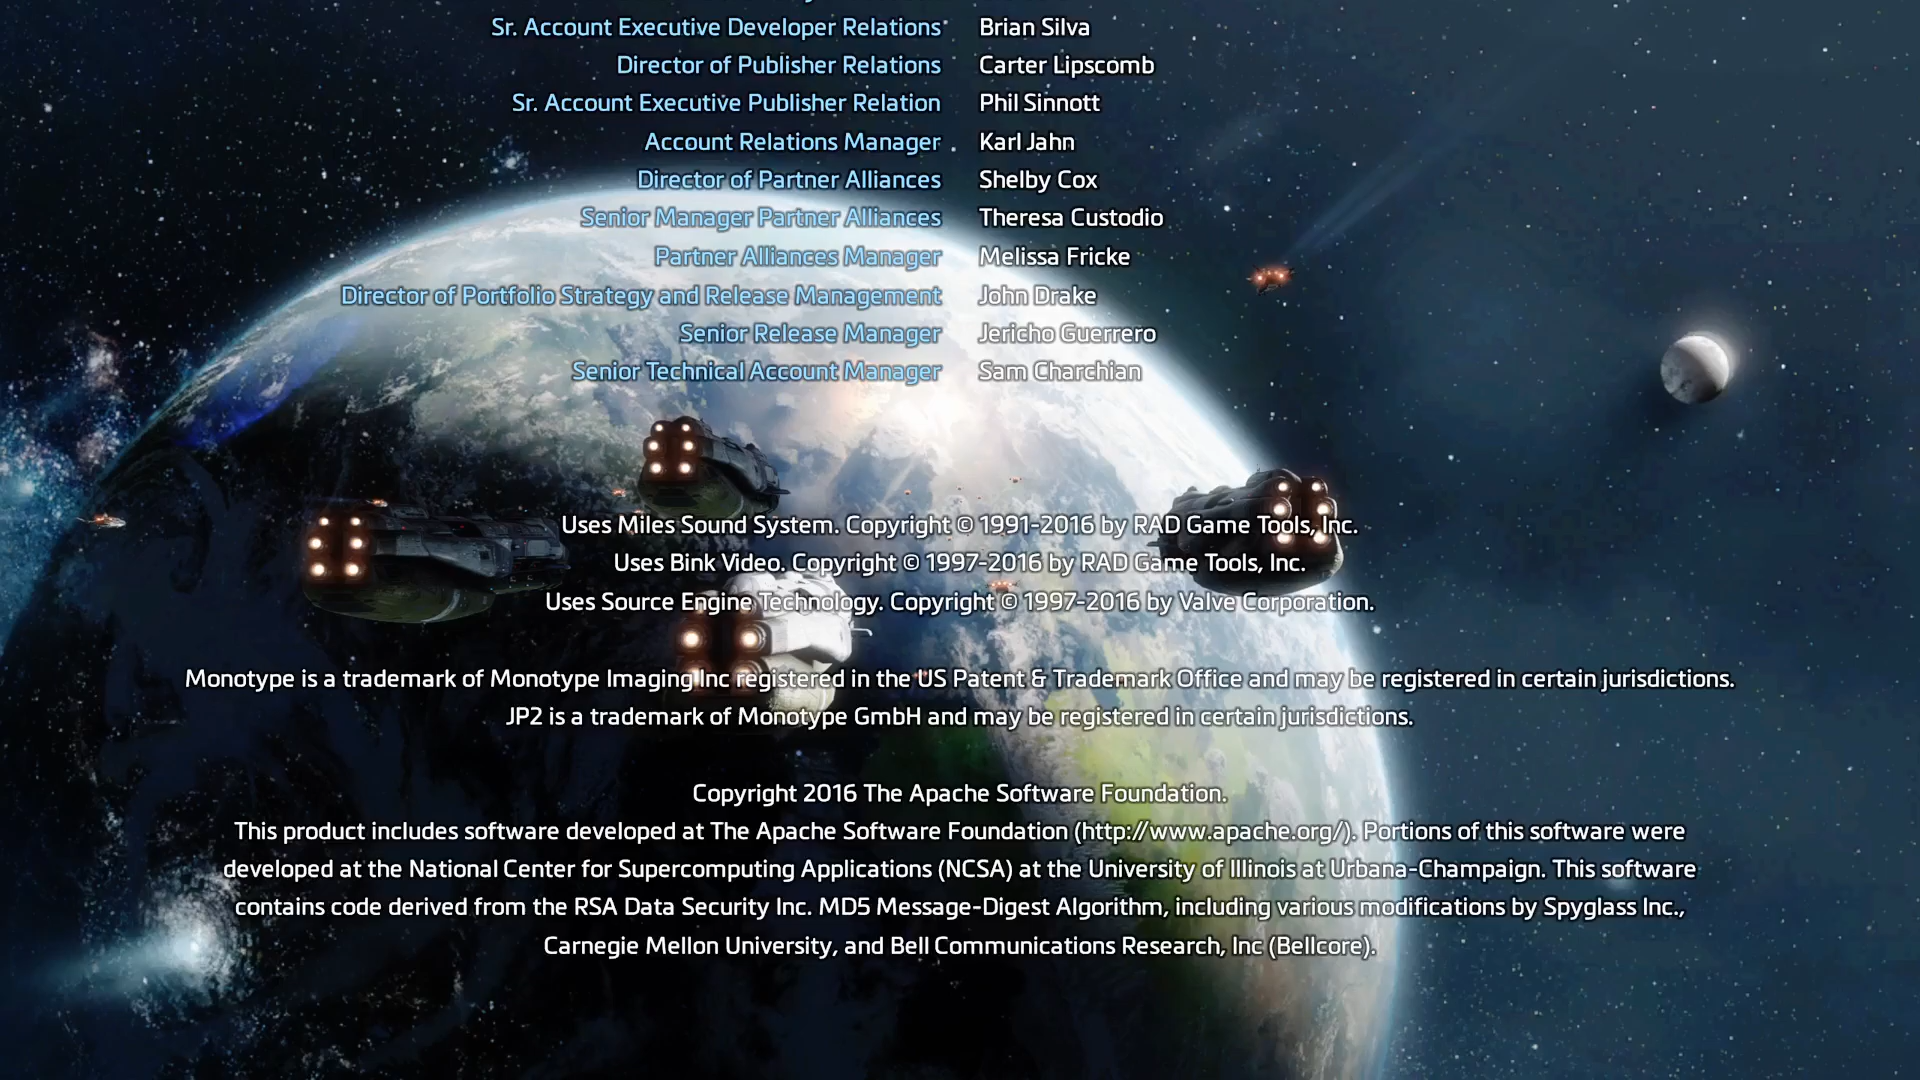 Sr. Account Executive Developer Relations Brian Silva
Director of Publisher Relations Carter Lipscomb
Sr. Account Executive Publisher Relation Phil Sinnott
Account Relations Manager Karl Jahn
Director of Partner Alliances Shelby Cox
Senior Manager Partner Alliances Theresa Custodio
Partner Alliances Manager Melissa Fricke
Director of Portfolio Strategy and Release Management John Drake
Senior Release Manager Jericho Guerrero
Senior Technical Account Manager Sam Charchian
Uses Miles Sound System. Copyright © 1991-2016 by RAD Game Tools, Inc.
Uses Bink Video. Copyright © 1997-2016 by RAD Game Tools, Inc.
Uses Source Engine Technology. Copyright © 1997-2016 by Valve Corporation.
Monotype is a trademark of Monotype Imaging Inc registered in the US Patent & Trademark Office and may be registered in certain jurisdictions.
JP2 is a trademark of Monotype GmbH and may be registered in certain jurisdictions.
Copyright 2016 The Apache Software Foundation.
This product includes software developed at The Apache Software Foundation (http://www.apache.org/). Portions of this software were
developed at the National Center for Supercomputing Applications (NCSA) at the University of Illinois at Urbana-Champaign. This software
contains code derived from the RSA Data Security Inc. MD5 Message-Digest Algorithm, including various modifications by Spyglass Inc.,
Carnegie Mellon University, and Bell Communications Research, Inc (Bellcore).